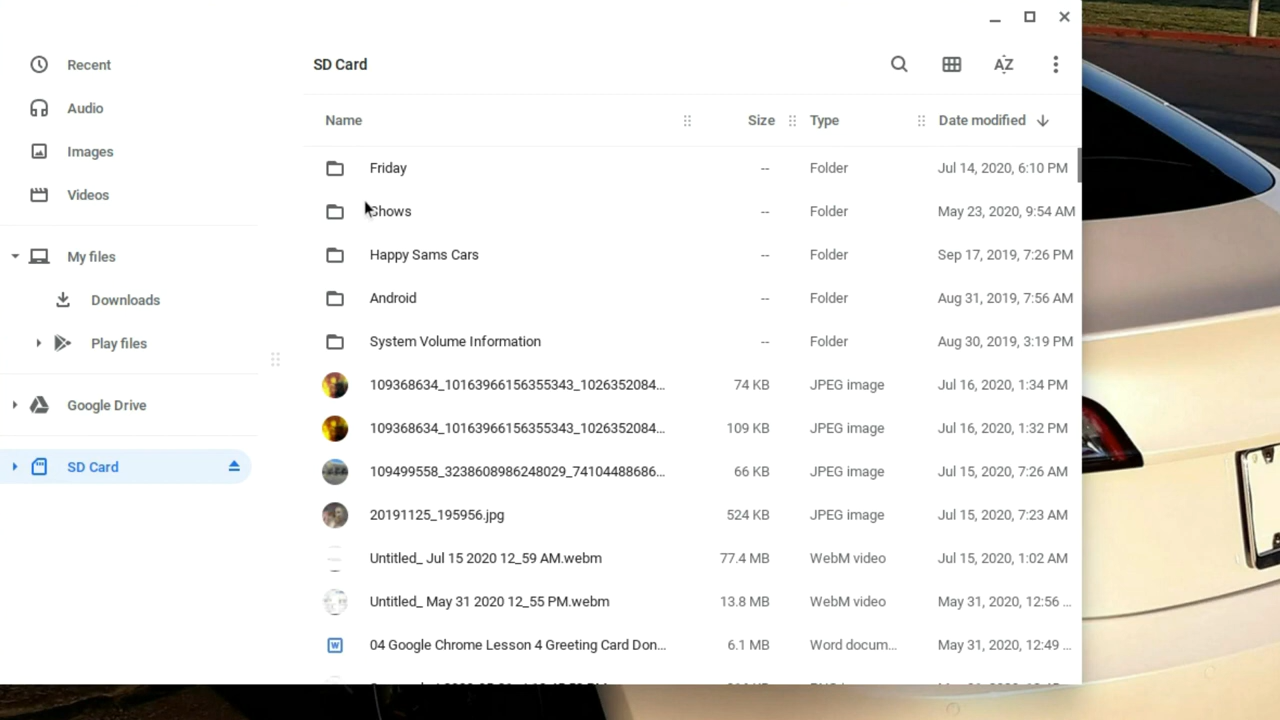 SD Card
AZ
Recent
Audio
Images
Videos
My files
Downloads
Play files
Google Drive
SD Card
Name Size Type Date modified
Friday -- Folder Jul 14, 2020, 6:10 PM
Shows -- Folder May 23, 2020, 9:54 AM
Happy Sams Cars -- Folder Sep 17, 2019, 7:26 PM
Android -- Folder Aug 31, 2019, 7:56 AM
System Volume Information -- Folder Aug 30, 2019, 3:19 PM
109368634_10163966156355343_1026352084... 74 KB JPEG image Jul 16, 2020, 1:34 PM
109368634_10163966156355343_1026352084... 109 KB JPEG image Jul 16, 2020, 1:32 PM
109499558_3238608986248029_74104488686... 66 KB JPEG image Jul 15, 2020, 7:26 AM
20191125_195956.jpg 524 KB JPEG image Jul 15, 2020, 7:23 AM
Untitled_ Jul 15 2020 12_59 AM.webm 77.4 MB WebM video Jul 15, 2020, 1:02 AM
Untitled_ May 31 2020 12_55 PM.webm 13.8 MB WebM video May 31, 2020, 12:56 ...
W 04 Google Chrome Lesson 4 Greeting Card Don... 6.1 MB Word docum... May 31, 2020, 12:49 ...